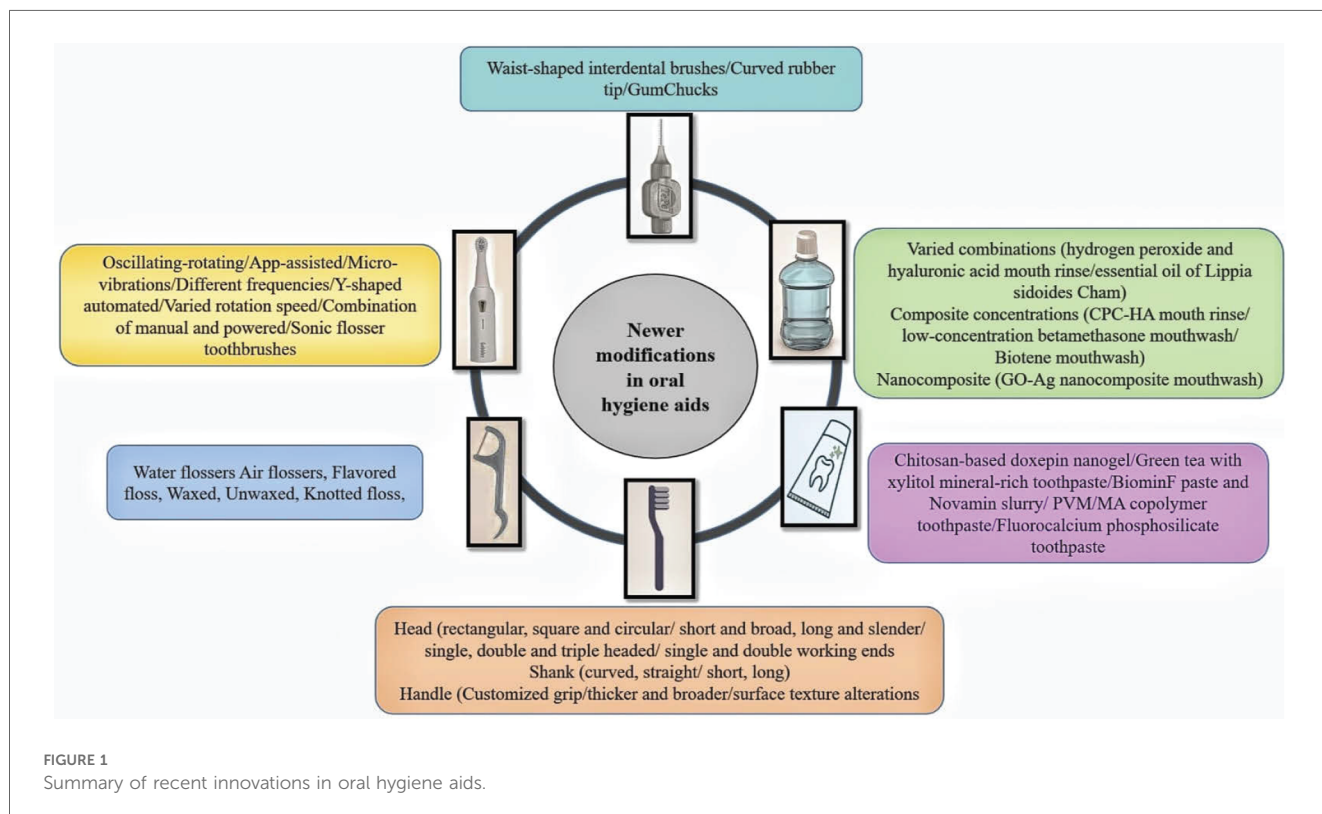 Waist-shaped interdental brushes/Curved rubber
tip/GumChucks
Oscillating-rotating/App-assisted/Micro-
vibrations/Different frequencies/Y-shaped
automated/Varied rotation speed/Combination
of manual and powered/Sonic flosser
toothbrushes
Varied combinations (hydrogen peroxide and
hyaluronic acid mouth rinse/essential oil of Lippia
sidoides Cham)
Composite concentrations (CPC-HA mouth rinse/
low-concentration betamethasone mouthwash/
Biotene mouthwash)
Nanocomposite (GO-Ag nanocomposite mouthwash)
Newer
modifications
in oral
hygiene aids
Water flossers Air flossers, Flavored
floss, Waxed, Unwaxed, Knotted floss,
Chitosan-based doxepin nanogel/Green tea with
xylitol mineral-rich toothpaste/BiominF paste and
Novamin slurry/ PVM/MA copolymer
toothpaste/Fluorocalcium phosphosilicate
toothpaste
Head (rectangular, square and circular/ short and broad, long and slender/
single, double and triple headed/ single and double working ends
Shank (curved, straight/ short, long)
Handle (Customized grip/thicker and broader/surface texture alterations
FIGURE 1
Summary of recent innovations in oral hygiene aids.